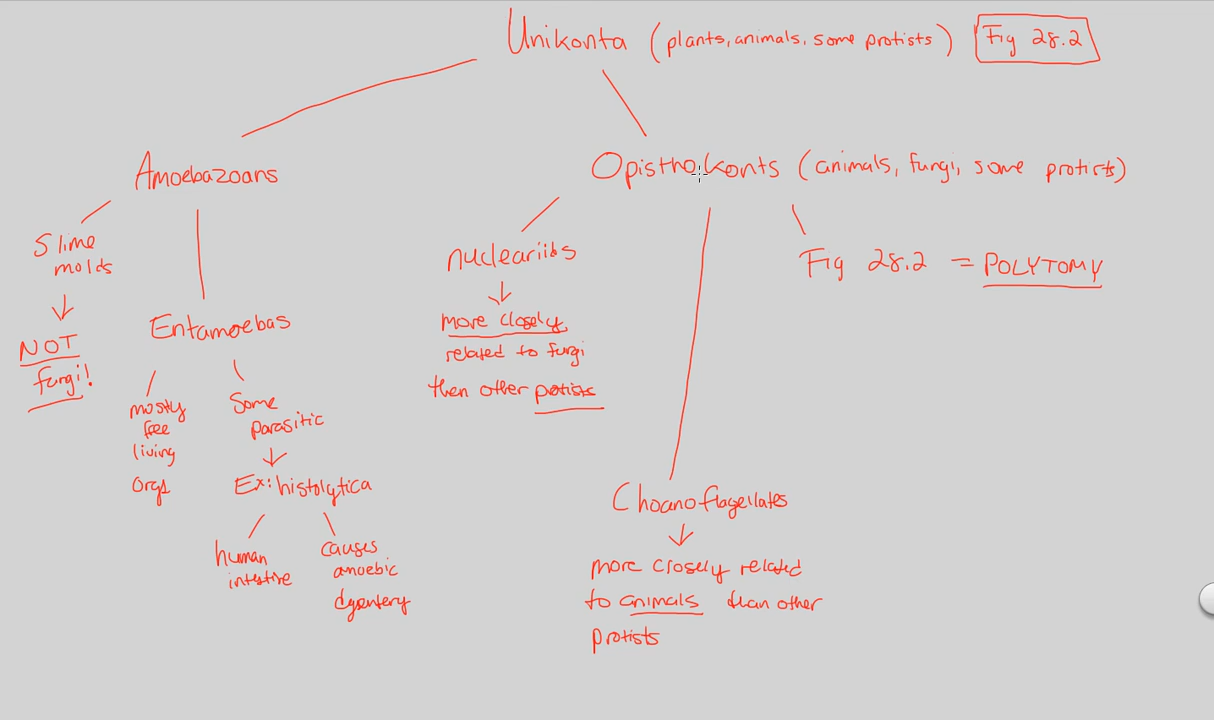 Unikonta (plants, animals, some protists) Fig 28.2
Amoebazoans
Opisthokonts (animals, fungi, some protists)
Slime
molds
NOT
fungi!
Entamoebas
mostly
free
living
orgs
Some
parasitic
Ex: histolytica
human
intestine
causes
amoebic
dysentery
nucleariids
more closely
related to fungi
then other protists
Fig 28.2 = POLYTOMY
Choanoflagellates
more closely related
to animals than other
protists